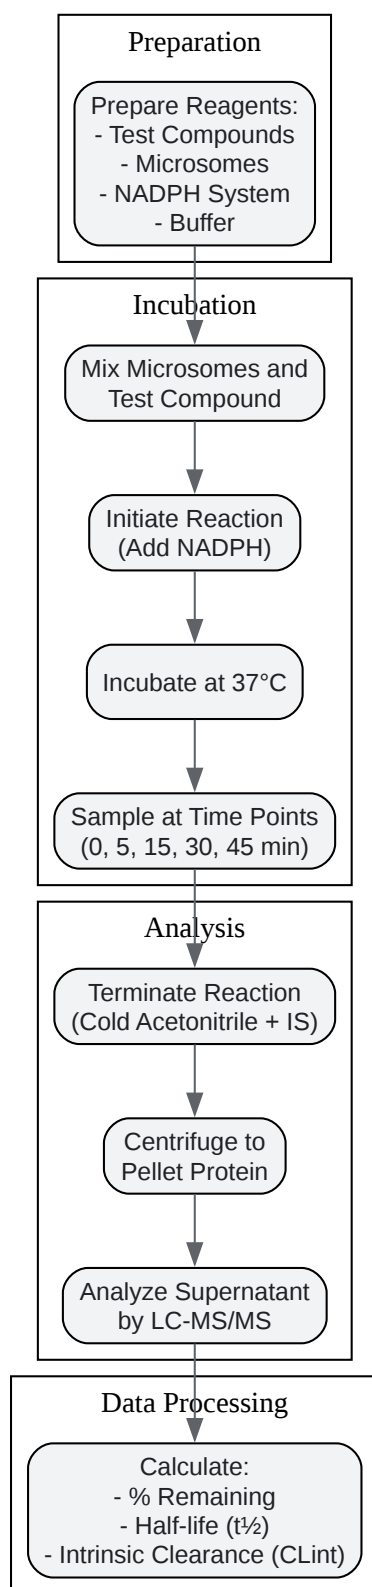 Preparation
Prepare Reagents:
- Test Compounds
- Microsomes
- NADPH System
- Buffer
Incubation
Mix Microsomes and
Test Compound
Initiate Reaction
(Add NADPH)
Incubate at 37°C
Sample at Time Points
(0, 5, 15, 30, 45 min)
Analysis
Terminate Reaction
(Cold Acetonitrile + IS)
Centrifuge to
Pellet Protein
Analyze Supernatant
by LC-MS/MS
Data Processing
Calculate:
- % Remaining
- Half-life (t½)
- Intrinsic Clearance (CLint)